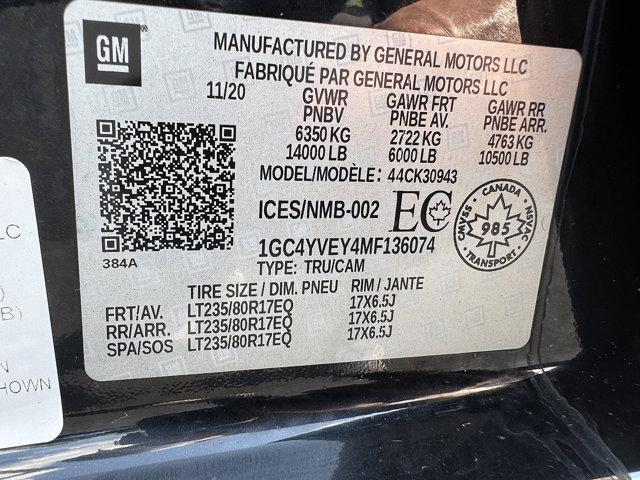 GM
MANUFACTURED BY GENERAL MOTORS LLC
FABRIQUÉ PAR GENERAL MOTORS LLC
11/20 GVWR GAWR FRT GAWR RR
PNBV PNBE AV. PNBE ARR.
6350 KG 2722 KG 4763 KG
14000 LB 6000 LB 10500 LB
MODEL/MODÈLE: 44CK30943
ICES/NMB-002 EC
CANADA
CMVSS 985 NSVAC
TRANSPORT
1GC4YVEY4MF136074
384A
TYPE: TRU/CAM
TIRE SIZE / DIM. PNEU RIM / JANTE
FRT/AV. LT235/80R17EQ 17X6.5J
RR/ARR. LT235/80R17EQ 17X6.5J
SPA/SOS LT235/80R17EQ 17X6.5J
LC
)
B)
N
SHOWN